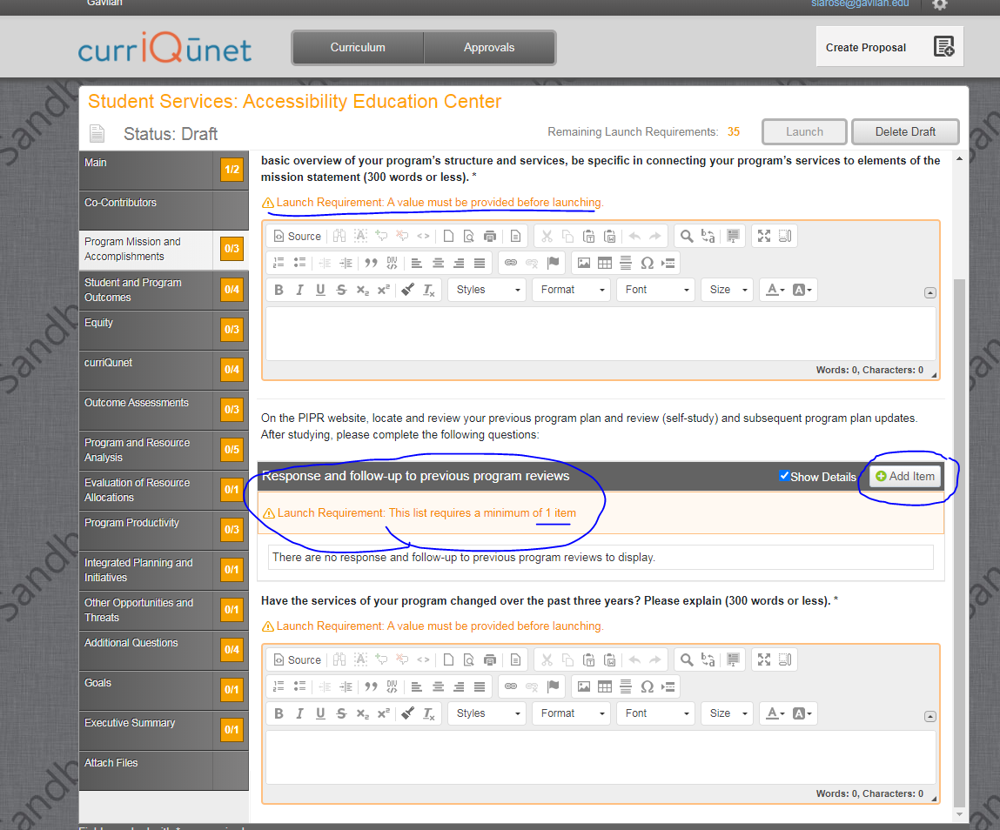 Gavilan
slarose@gavilan.edu
currIQūnet
Curriculum
Approvals
Create Proposal
Student Services: Accessibility Education Center
Status: Draft
Remaining Launch Requirements: 35
Launch
Delete Draft
Main 1/2
Co-Contributors
Program Mission and
Accomplishments 0/3
Student and Program
Outcomes 0/4
Equity 0/3
curriQunet 0/4
Outcome Assessments 0/3
Program and Resource
Analysis 0/5
Evaluation of Resource
Allocations 0/1
Program Productivity 0/3
Integrated Planning and
Initiatives 0/1
Other Opportunities and
Threats 0/1
Additional Questions 0/4
Goals 0/1
Executive Summary 0/1
Attach Files
basic overview of your program’s structure and services, be specific in connecting your program’s services to elements of the
mission statement (300 words or less). *
Launch Requirement: A value must be provided before launching.
Source
B I U S x₂ x² Tx Styles Format Font Size A A
Words: 0, Characters: 0
On the PIPR website, locate and review your previous program plan and review (self-study) and subsequent program plan updates.
After studying, please complete the following questions:
Response and follow-up to previous program reviews
Show Details
Add Item
Launch Requirement: This list requires a minimum of 1 item
There are no response and follow-up to previous program reviews to display.
Have the services of your program changed over the past three years? Please explain (300 words or less). *
Launch Requirement: A value must be provided before launching.
Source
B I U S x₂ x² Tx Styles Format Font Size A A
Words: 0, Characters: 0